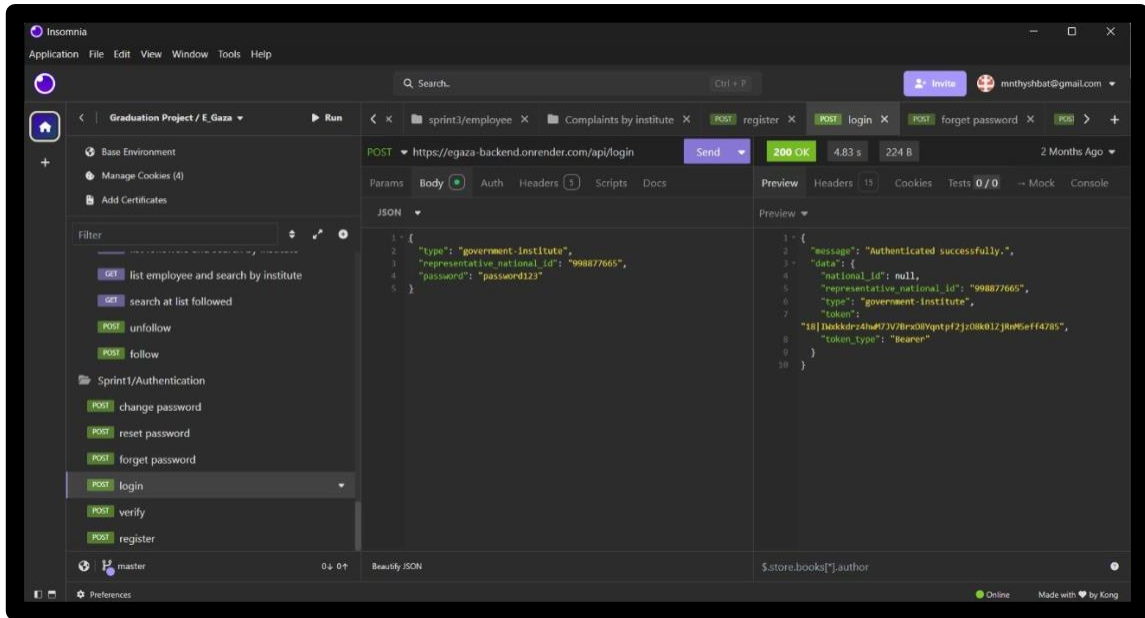 Insomnia
Application File Edit View Window Tools Help
Search.. Ctrl + P Invite mnthyshbat@gmail.com
Graduation Project / E_Gaza Run
sprint3/employee Complaints by institute POST register POST login POST forget password POS
Base Environment
Manage Cookies (4)
Add Certificates
Filter
GET list employee and search by institute
GET search at list followed
POST unfollow
POST follow
Sprint1/Authentication
POST change password
POST reset password
POST forget password
POST login
POST verify
POST register
master 0↓ 0↑
POST https://egaza-backend.onrender.com/api/login Send
Params Body Auth Headers 5 Scripts Docs
JSON
1 {
2 "type": "government-institute",
3 "representative_national_id": "998877665",
4 "password": "password123"
5 }
Beautify JSON
200 OK 4.83 s 224 B 2 Months Ago
Preview Headers 15 Cookies Tests 0 / 0 → Mock Console
Preview
1 {
2 "message": "Authenticated successfully.",
3 "data": {
4 "national_id": null,
5 "representative_national_id": "998877665",
6 "type": "government-institute",
7 "token":
8 "token_type": "Bearer"
9 }
10 }
$.store.books[*].author
Preferences Online Made with ♥ by Kong